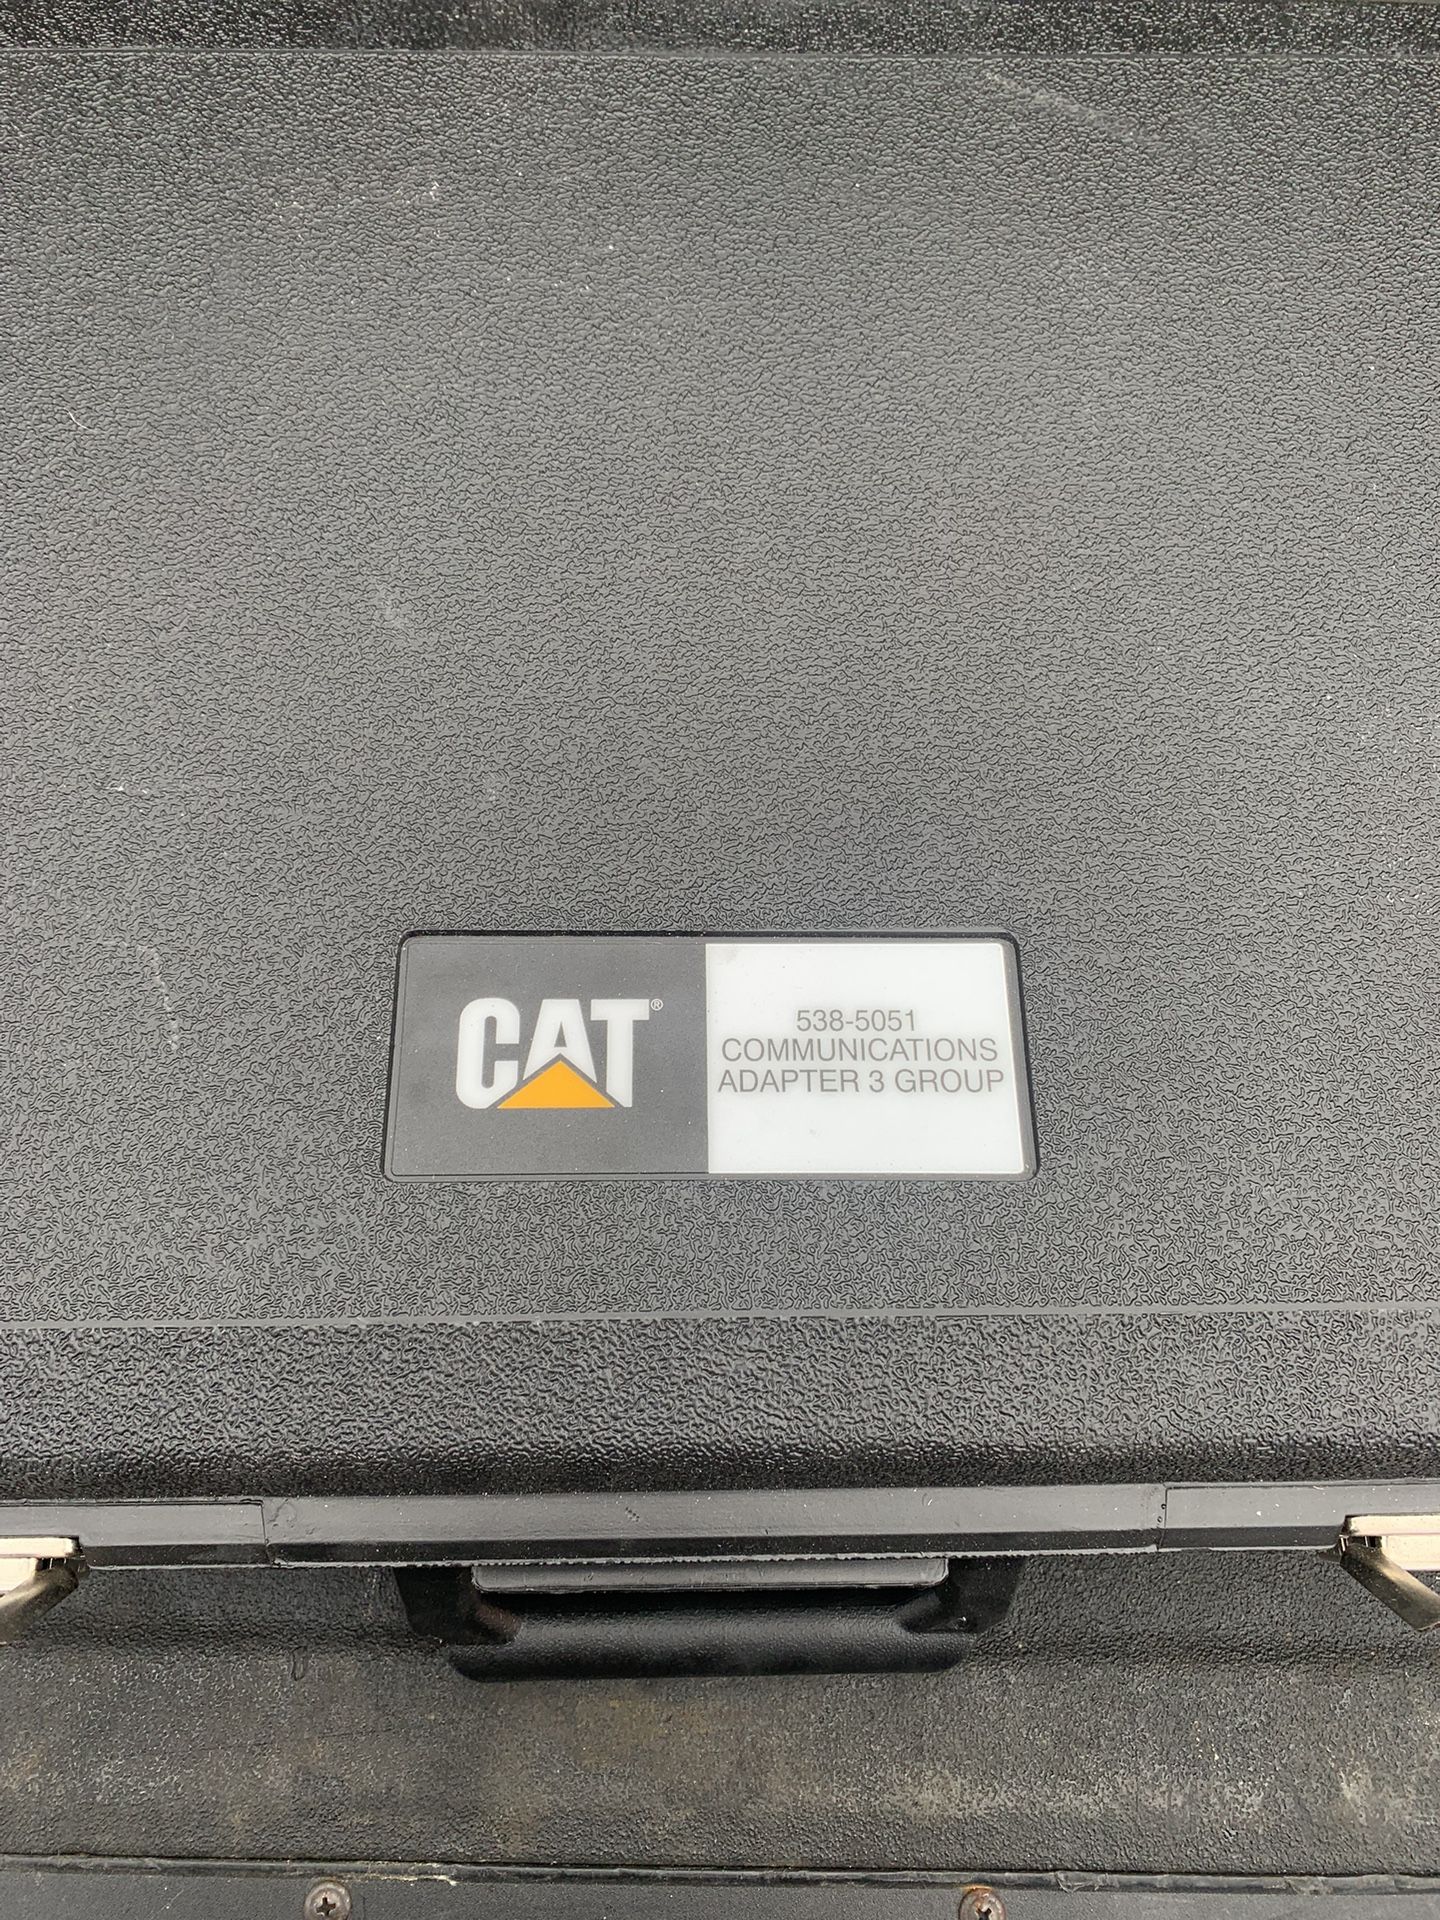 CAT®
538-5051
COMMUNICATIONS
ADAPTER 3 GROUP